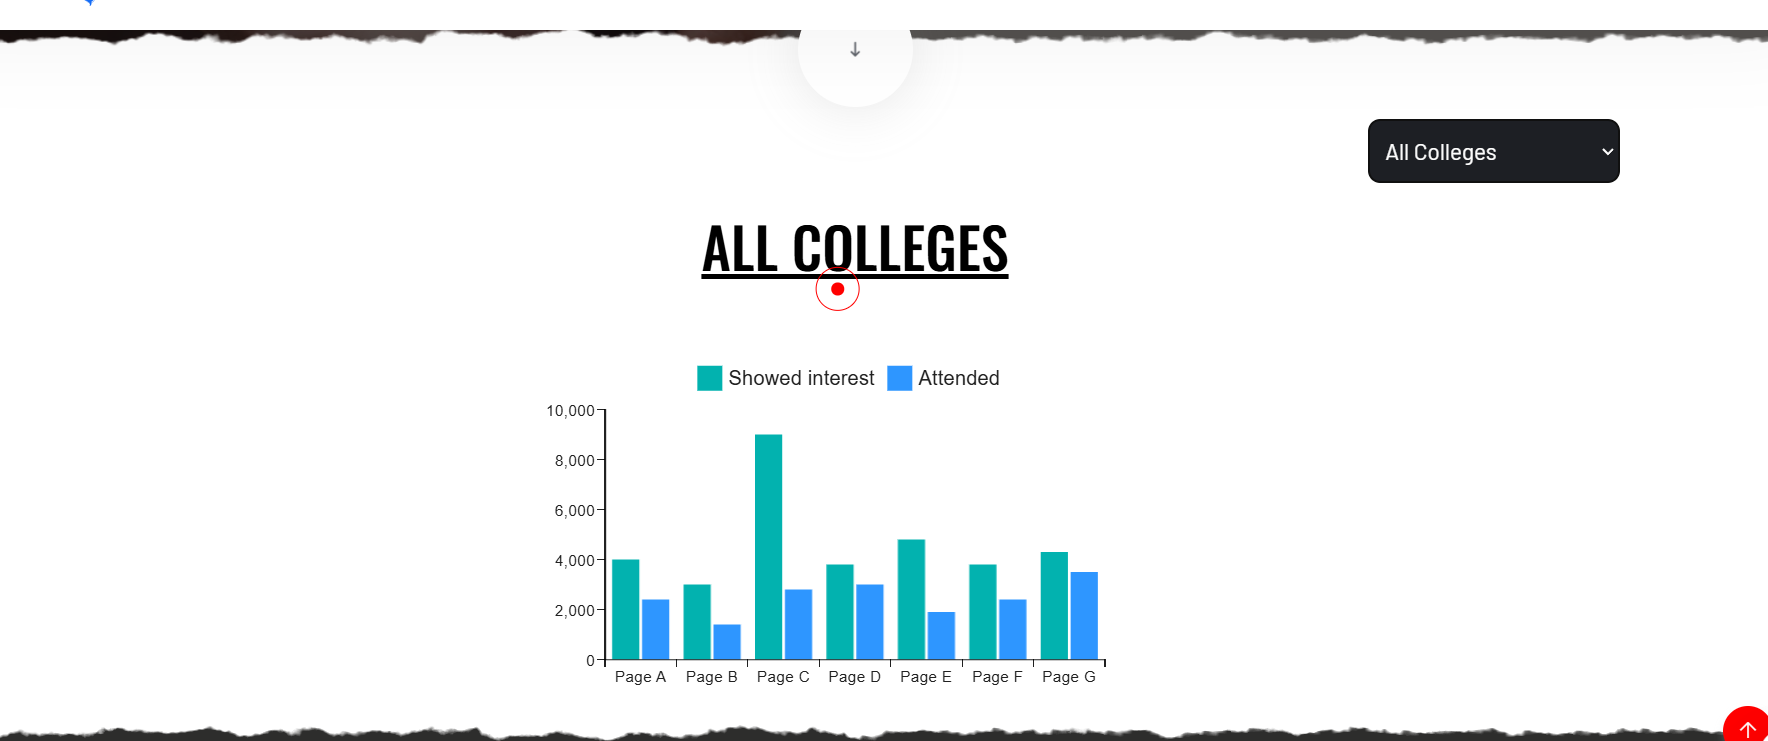 All Colleges
ALL COLLEGES
Showed interest Attended
10,000
8,000
6,000
4,000
2,000
0
Page A Page B Page C Page D Page E Page F Page G